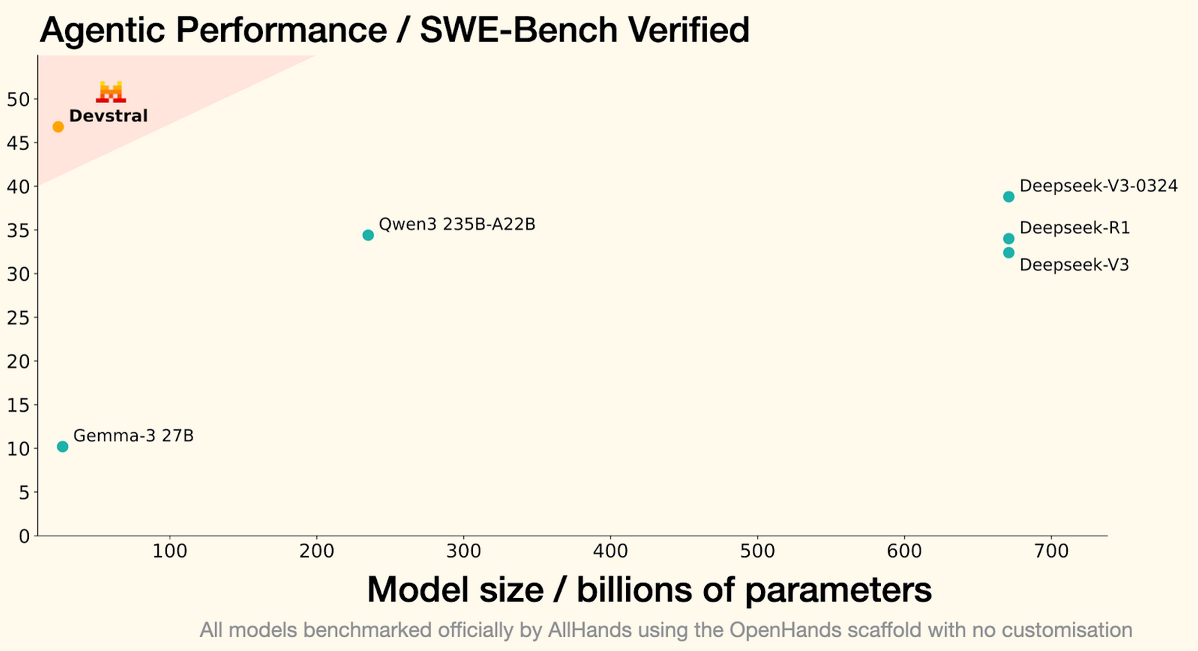 Agentic Performance / SWE-Bench Verified
50
Devstral
45
40
Deepseek-V3-0324
35
Qwen3 235B-A22B
Deepseek-R1
30
Deepseek-V3
25
20
15
Gemma-3 27B
10
5
0
100 200 300 400 500 600 700
Model size / billions of parameters
All models benchmarked officially by AllHands using the OpenHands scaffold with no customisation